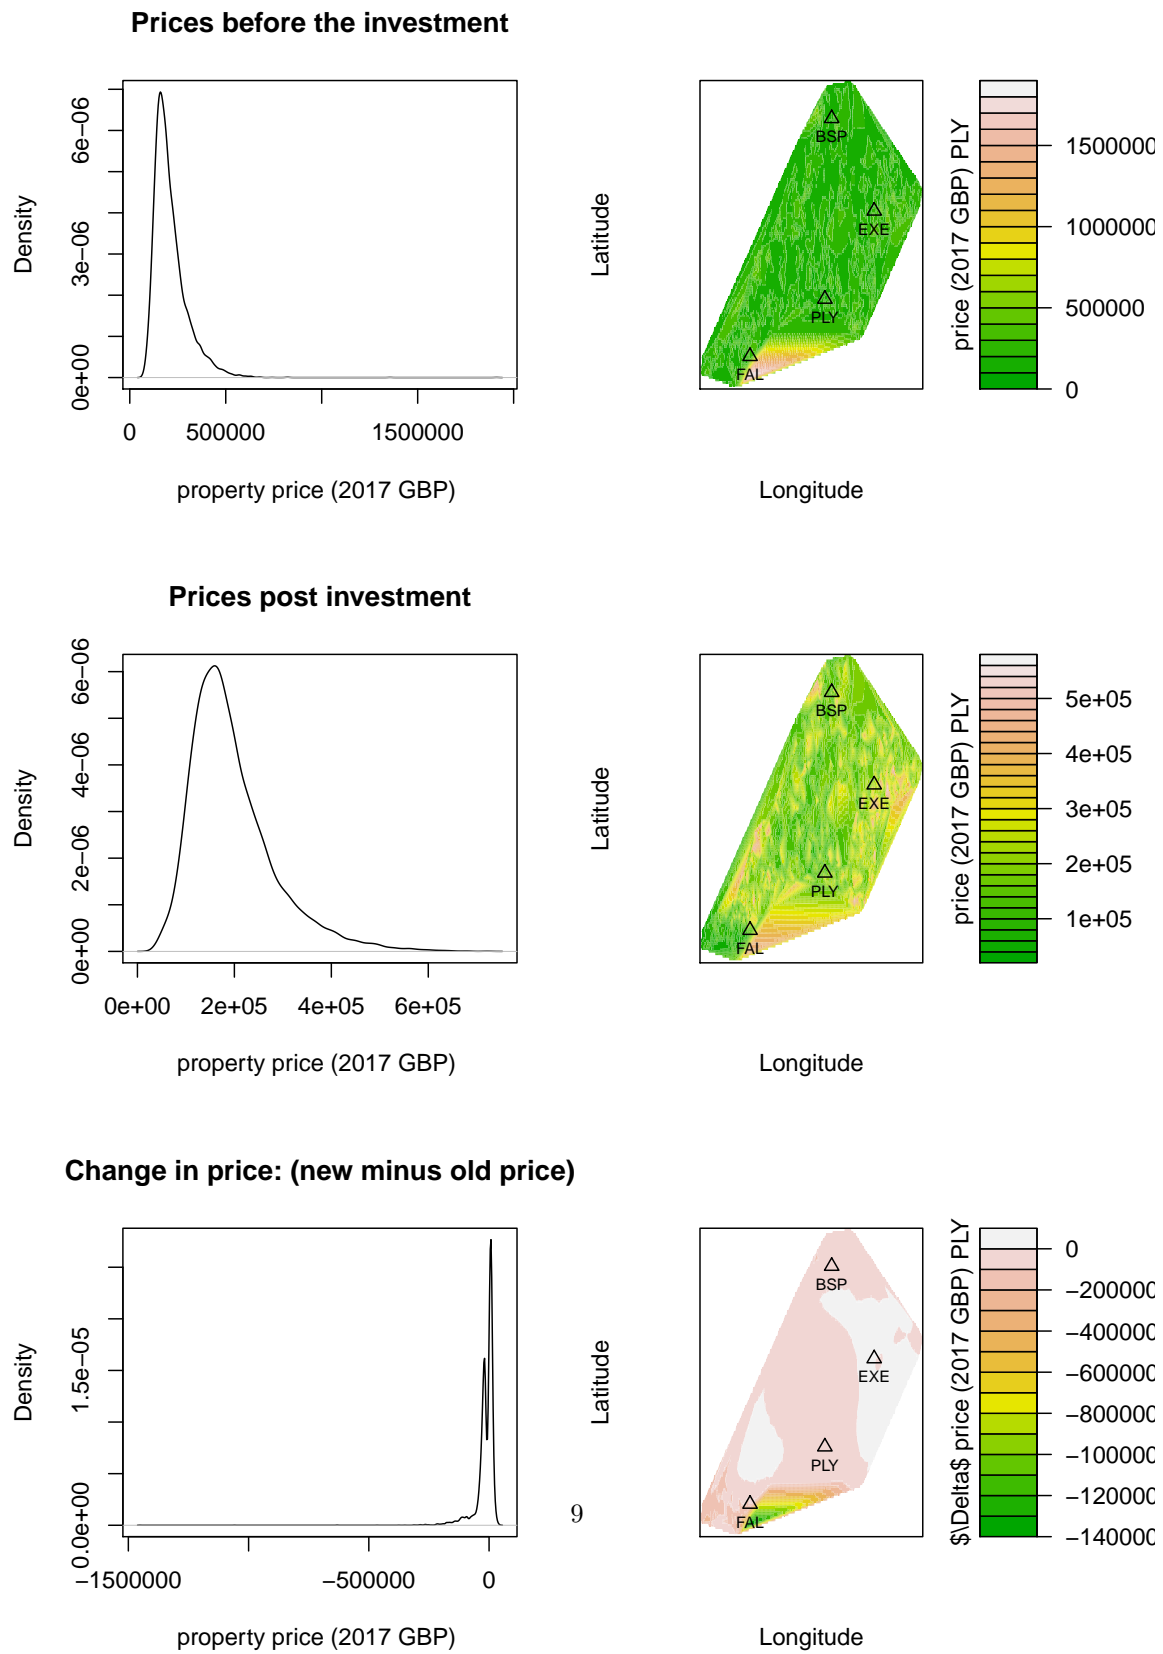 Prices before the investment
Density
0e+00
3e−06
6e−06
0
500000
1500000
property price (2017 GBP)
Latitude
BSP
EXE
PLY
FAL
Longitude
price (2017 GBP) PLY
1500000
1000000
500000
0
Prices post investment
Density
0e+00
2e−06
4e−06
6e−06
0e+00
2e+05
4e+05
6e+05
property price (2017 GBP)
Latitude
BSP
EXE
PLY
FAL
Longitude
price (2017 GBP) PLY
5e+05
4e+05
3e+05
2e+05
1e+05
Change in price: (new minus old price)
Density
0.0e+00
1.5e−05
−1500000
−500000
0
property price (2017 GBP)
Latitude
BSP
EXE
PLY
FAL
Longitude
$\Delta$ price (2017 GBP) PLY
0
−200000
−400000
−600000
−800000
−100000
−120000
−140000
9